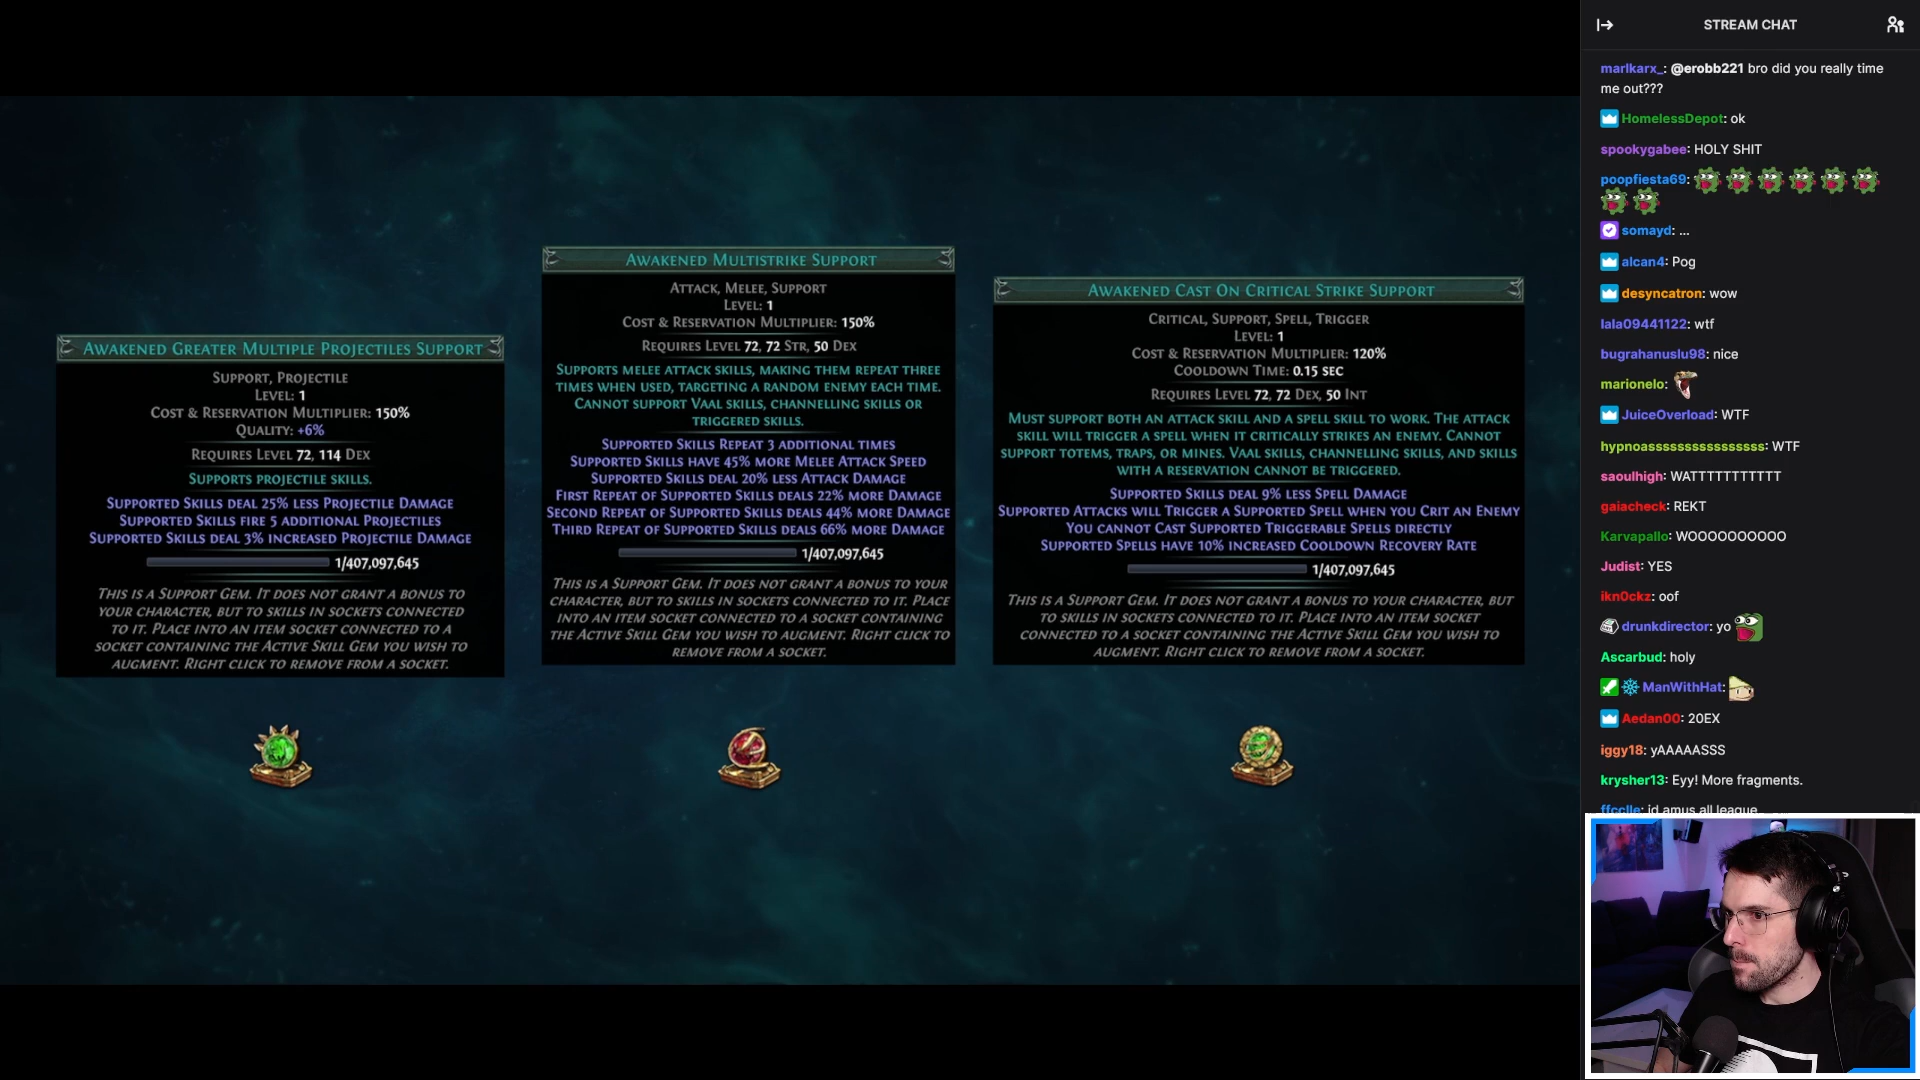 AWAKENED GREATER MULTIPLE PROJECTILES SUPPORT
SUPPORT, PROJECTILE
LEVEL: 1
COST & RESERVATION MULTIPLIER: 150%
QUALITY: +6%
REQUIRES LEVEL 72, 114 DEX
SUPPORTS PROJECTILE SKILLS.
SUPPORTED SKILLS DEAL 25% LESS PROJECTILE DAMAGE
SUPPORTED SKILLS FIRE 5 ADDITIONAL PROJECTILES
SUPPORTED SKILLS DEAL 3% INCREASED PROJECTILE DAMAGE
1/407,097,645
THIS IS A SUPPORT GEM. IT DOES NOT GRANT A BONUS TO
YOUR CHARACTER, BUT TO SKILLS IN SOCKETS CONNECTED
TO IT. PLACE INTO AN ITEM SOCKET CONNECTED TO A
SOCKET CONTAINING THE ACTIVE SKILL GEM YOU WISH TO
AUGMENT. RIGHT CLICK TO REMOVE FROM A SOCKET.
AWAKENED MULTISTRIKE SUPPORT
ATTACK, MELEE, SUPPORT
LEVEL: 1
COST & RESERVATION MULTIPLIER: 150%
REQUIRES LEVEL 72, 72 STR, 50 DEX
SUPPORTS MELEE ATTACK SKILLS, MAKING THEM REPEAT THREE
TIMES WHEN USED, TARGETING A RANDOM ENEMY EACH TIME.
CANNOT SUPPORT VAAL SKILLS, CHANNELLING SKILLS OR
TRIGGERED SKILLS.
SUPPORTED SKILLS REPEAT 3 ADDITIONAL TIMES
SUPPORTED SKILLS HAVE 45% MORE MELEE ATTACK SPEED
SUPPORTED SKILLS DEAL 20% LESS ATTACK DAMAGE
FIRST REPEAT OF SUPPORTED SKILLS DEALS 22% MORE DAMAGE
SECOND REPEAT OF SUPPORTED SKILLS DEALS 44% MORE DAMAGE
THIRD REPEAT OF SUPPORTED SKILLS DEALS 66% MORE DAMAGE
1/407,097,645
THIS IS A SUPPORT GEM. IT DOES NOT GRANT A BONUS TO YOUR
CHARACTER, BUT TO SKILLS IN SOCKETS CONNECTED TO IT. PLACE
INTO AN ITEM SOCKET CONNECTED TO A SOCKET CONTAINING
THE ACTIVE SKILL GEM YOU WISH TO AUGMENT. RIGHT CLICK TO
REMOVE FROM A SOCKET.
AWAKENED CAST ON CRITICAL STRIKE SUPPORT
CRITICAL, SUPPORT, SPELL, TRIGGER
LEVEL: 1
COST & RESERVATION MULTIPLIER: 120%
COOLDOWN TIME: 0.15 SEC
REQUIRES LEVEL 72, 72 DEX, 50 INT
MUST SUPPORT BOTH AN ATTACK SKILL AND A SPELL SKILL TO WORK. THE ATTACK
SKILL WILL TRIGGER A SPELL WHEN IT CRITICALLY STRIKES AN ENEMY. CANNOT
SUPPORT TOTEMS, TRAPS, OR MINES. VAAL SKILLS, CHANNELLING SKILLS, AND SKILLS
WITH A RESERVATION CANNOT BE TRIGGERED.
SUPPORTED SKILLS DEAL 9% LESS SPELL DAMAGE
SUPPORTED ATTACKS WILL TRIGGER A SUPPORTED SPELL WHEN YOU CRIT AN ENEMY
YOU CANNOT CAST SUPPORTED TRIGGERABLE SPELLS DIRECTLY
SUPPORTED SPELLS HAVE 10% INCREASED COOLDOWN RECOVERY RATE
1/407,097,645
THIS IS A SUPPORT GEM. IT DOES NOT GRANT A BONUS TO YOUR CHARACTER, BUT
TO SKILLS IN SOCKETS CONNECTED TO IT. PLACE INTO AN ITEM SOCKET
CONNECTED TO A SOCKET CONTAINING THE ACTIVE SKILL GEM YOU WISH TO
AUGMENT. RIGHT CLICK TO REMOVE FROM A SOCKET.
STREAM CHAT
marlkarx_: @erobb221 bro did you really time
me out???
HomelessDepot: ok
spookygabee: HOLY SHIT
poopfiesta69:
somayd: ...
alcan4: Pog
desyncatron: wow
lala09441122: wtf
bugrahanuslu98: nice
marionelo:
JuiceOverload: WTF
hypnoassssssssssssssss: WTF
saoulhigh: WATTTTTTTTTT
gaiacheck: REKT
Karvapallo: WOOOOOOOOOO
Judist: YES
ikn0ckz: oof
drunkdirector: yo
Ascarbud: holy
ManWithHat:
Aedan00: 20EX
iggy18: yAAAAASSS
krysher13: Eyy! More fragments.
ffcclle: id amus all league